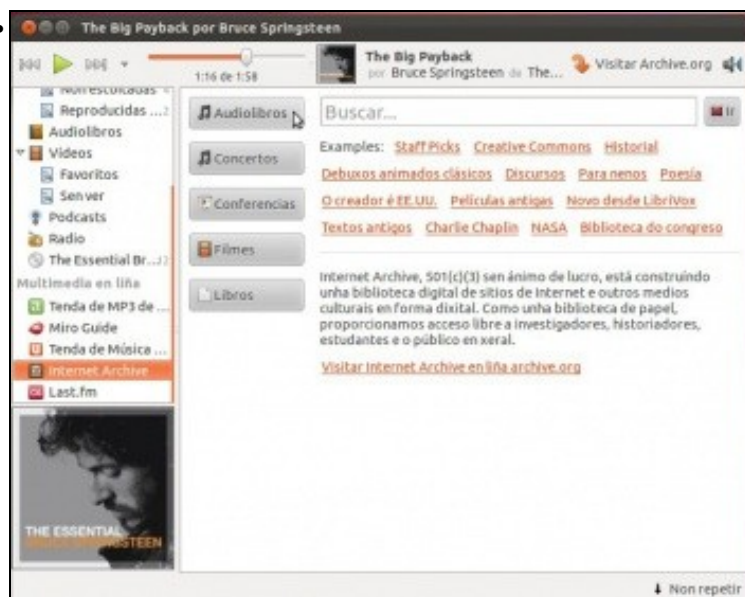 The Big Payback por Bruce Springsteen
1:16 de 1:58
The Big Payback
por Bruce Springsteen de The...
Visitar Archive.org
Non escoitadas
Reproducidas ...
Audiolibros
Videos
Favoritos
Sen ver
Podcasts
Radio
The Essential Br...
Multimedia en liña
Tenda de MP3 de ...
Miro Guide
Tenda de Música ...
Internet Archive
Last.fm
THE ESSENTIAL
BRUCE SPRINGSTEEN
Audiolibros
Concertos
Conferencias
Filmes
Libros
Buscar...
Ir
Examples: Staff Picks Creative Commons Historial
Debuxos animados clásicos Discursos Para nenos Poesía
O creador é EE.UU. Películas antigas Novo desde LibriVox
Textos antigos Charlie Chaplin NASA Biblioteca do congreso
Internet Archive, 501(c)(3) sen ánimo de lucro, está construíndo
unha biblioteca digital de sitios de Internet e outros medios
culturais en forma dixital. Como unha biblioteca de papel,
proporcionamos acceso libre a investigadores, historiadores,
estudantes e o público en xeral.
Visitar Internet Archive en liña archive.org
Non repetir